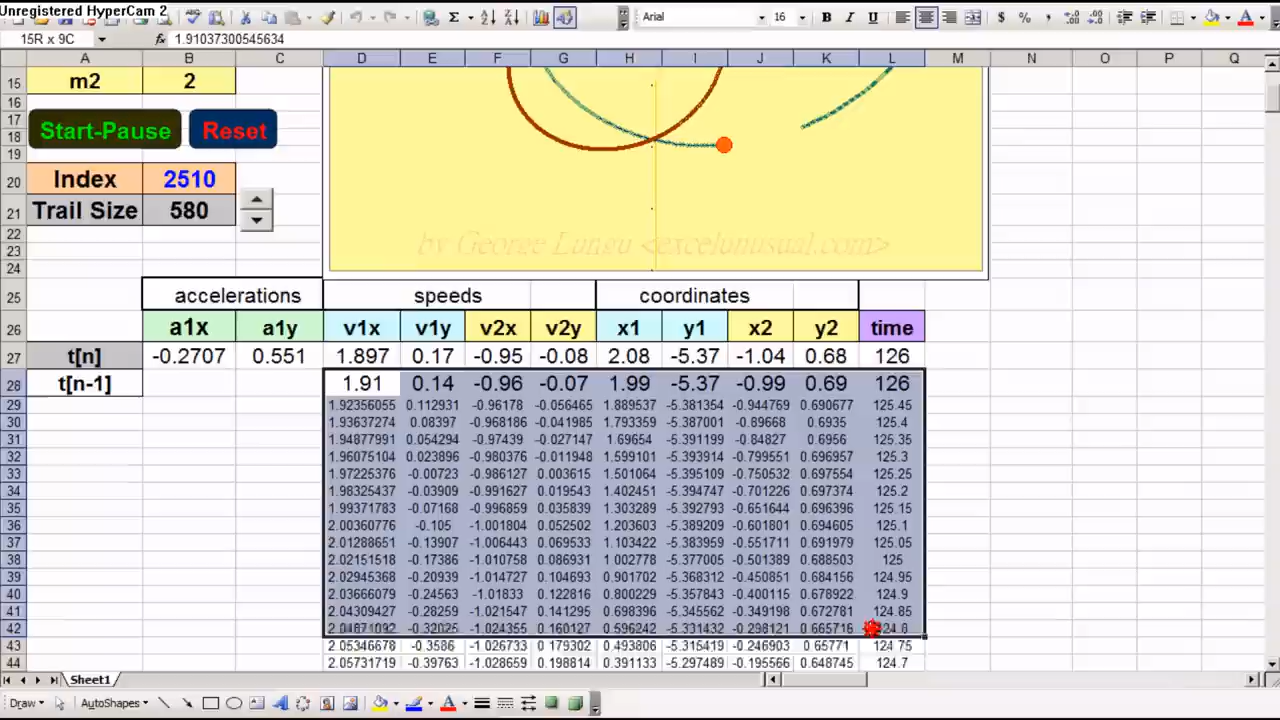 Unregistered HyperCam 2
Arial 16 B I U $ % ,
15R x 9C fx 1.91037300545634
A B C D E F G H I J K L M N O P Q
15 m2 2
16
17
18 Start-Pause Reset
19
20 Index 2510
21 Trail Size 580
22
23 by George Lungu <excelunusual.com>
24
25 accelerations speeds coordinates
26 a1x a1y v1x v1y v2x v2y x1 y1 x2 y2 time
27 t[n] -0.2707 0.551 1.897 0.17 -0.95 -0.08 2.08 -5.37 -1.04 0.68 126
28 t[n-1] 1.91 0.14 -0.96 -0.07 1.99 -5.37 -0.99 0.69 126
29 1.92356055 0.112931 -0.96178 -0.056465 1.889537 -5.381354 -0.944769 0.690677 125.45
30 1.93637274 0.08397 -0.968186 -0.041985 1.793359 -5.387001 -0.89668 0.6935 125.4
31 1.94877991 0.054294 -0.97439 -0.027147 1.69654 -5.391199 -0.84827 0.6956 125.35
32 1.96075104 0.023896 -0.980376 -0.011948 1.599101 -5.393914 -0.799551 0.696957 125.3
33 1.97225376 -0.00723 -0.986127 0.003615 1.501064 -5.395109 -0.750532 0.697554 125.25
34 1.98325437 -0.03909 -0.991627 0.019543 1.402451 -5.394747 -0.701226 0.697374 125.2
35 1.99371783 -0.07168 -0.996859 0.035839 1.303289 -5.392793 -0.651644 0.696396 125.15
36 2.00360776 -0.105 -1.001804 0.052502 1.203603 -5.389209 -0.601801 0.694605 125.1
37 2.01288651 -0.13907 -1.006443 0.069533 1.103422 -5.383959 -0.551711 0.691979 125.05
38 2.02151518 -0.17386 -1.010758 0.086931 1.002778 -5.377005 -0.501389 0.688503 125
39 2.02945368 -0.20939 -1.014727 0.104693 0.901702 -5.368312 -0.450851 0.684156 124.95
40 2.03666079 -0.24563 -1.01833 0.122816 0.800229 -5.357843 -0.400115 0.678922 124.9
41 2.04309427 -0.28259 -1.021547 0.141295 0.698396 -5.345562 -0.349198 0.672781 124.85
42 2.04871092 -0.32025 -1.024355 0.160127 0.596242 -5.331432 -0.298121 0.665716
43 2.05346678 -0.3586 -1.026733 0.179302 0.493806 -5.315419 -0.246903 0.65771 124.75
44 2.05731719 -0.39763 -1.028659 0.198814 0.391133 -5.297489 -0.195566 0.648745 124.7
Sheet1
Draw AutoShapes